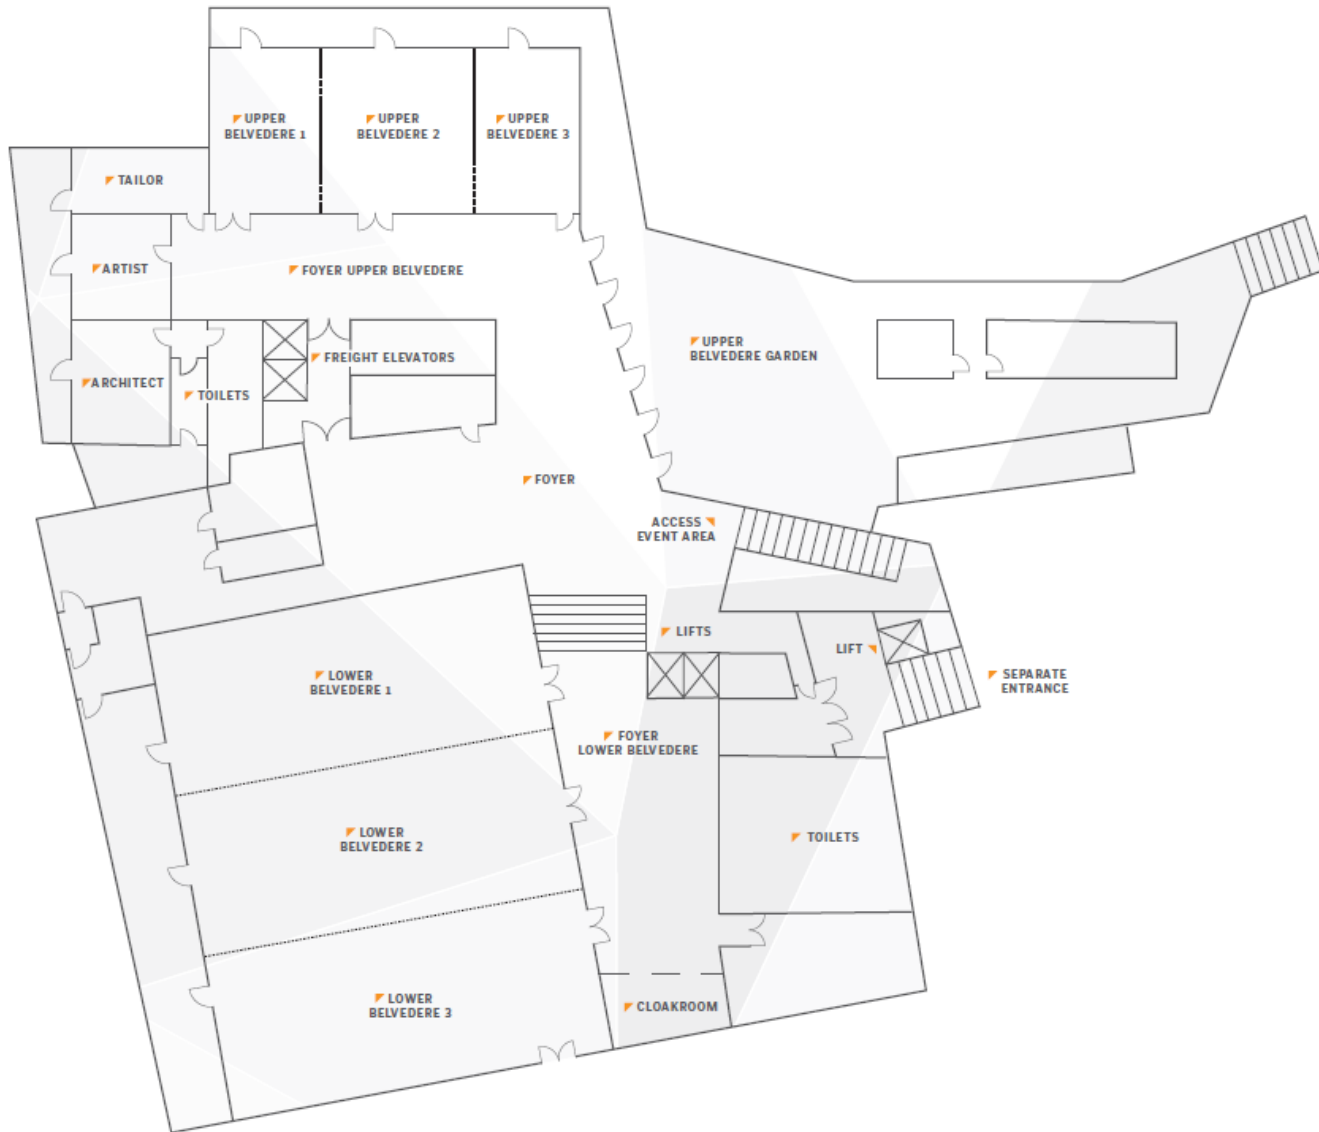 UPPER
BELVEDERE 1
UPPER
BELVEDERE 2
UPPER
BELVEDERE 3
TAILOR
ARTIST
FOYER UPPER BELVEDERE
UPPER
BELVEDERE GARDEN
FREIGHT ELEVATORS
ARCHITECT
TOILETS
FOYER
ACCESS
EVENT AREA
LIFTS
LIFT
SEPARATE
ENTRANCE
LOWER
BELVEDERE 1
FOYER
LOWER BELVEDERE
LOWER
BELVEDERE 2
TOILETS
LOWER
BELVEDERE 3
CLOAKROOM